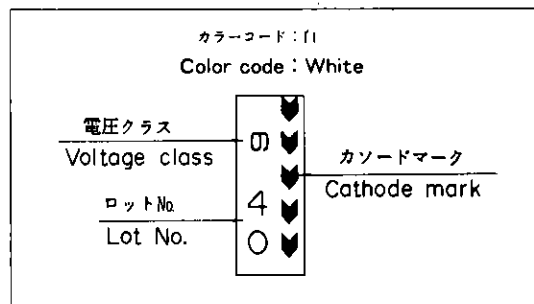 カラーコード：
Color code : White
電圧クラス
Voltage class
カソードマーク
Cathode mark
ロットNo.
Lot No.
4
0